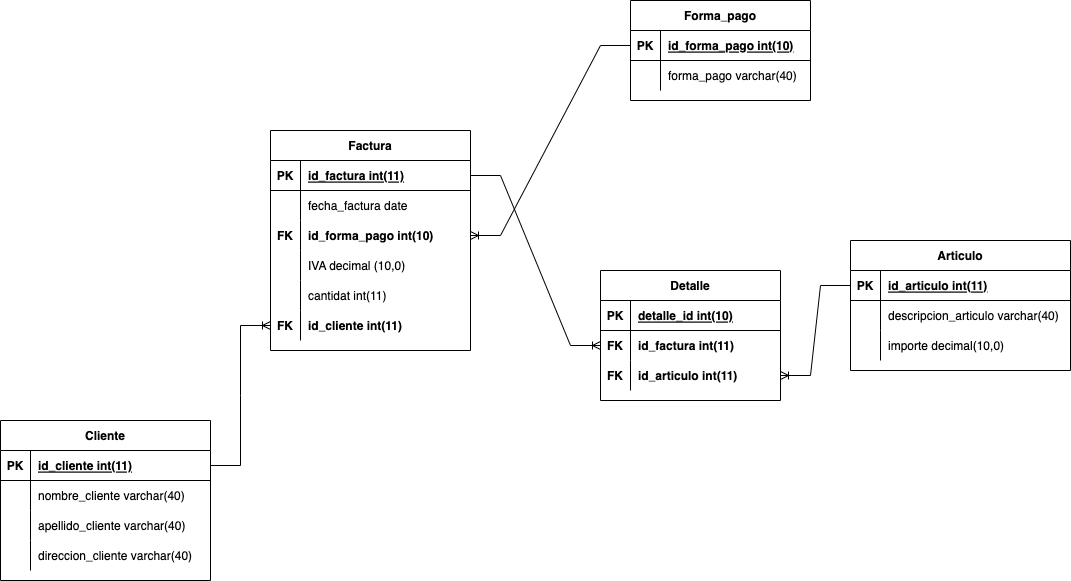 Forma_pago
PK id_forma_pago int(10)
forma_pago varchar(40)
Factura
PK id_factura int(11)
fecha_factura date
FK id_forma_pago int(10)
IVA decimal (10,0)
cantidat int(11)
FK id_cliente int(11)
Detalle
PK detalle_id int(10)
FK id_factura int(11)
FK id_articulo int(11)
Articulo
PK id_articulo int(11)
descripcion_articulo varchar(40)
importe decimal(10,0)
Cliente
PK id_cliente int(11)
nombre_cliente varchar(40)
apellido_cliente varchar(40)
direccion_cliente varchar(40)